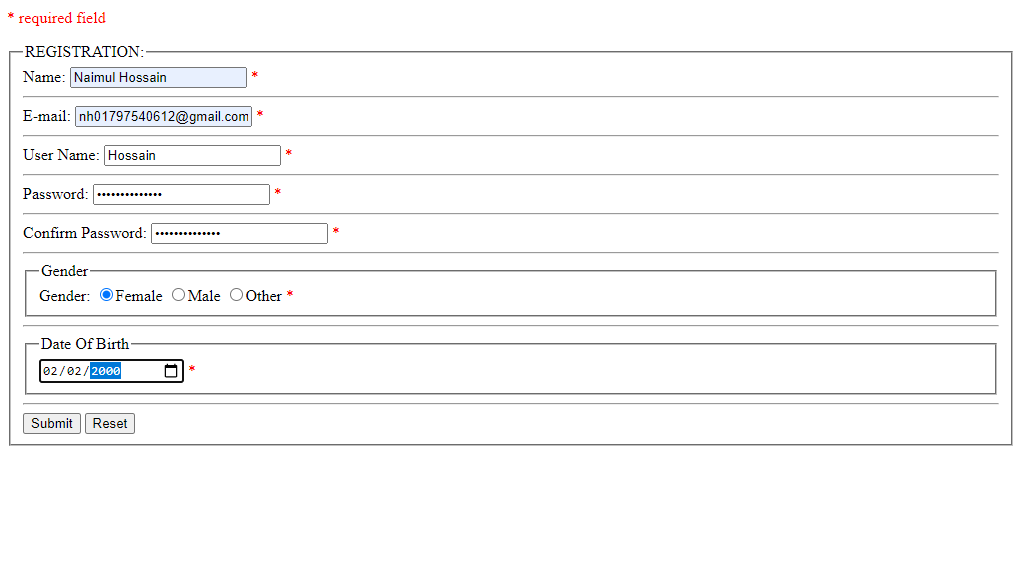 * required field
REGISTRATION:
Name: Naimul Hossain *
E-mail: nh01797540612@gmail.com *
User Name: Hossain *
Password: •••••••••••••• *
Confirm Password: •••••••••••••• *
Gender
Gender: Female Male Other *
Date Of Birth
02/02/2000 *
Submit Reset